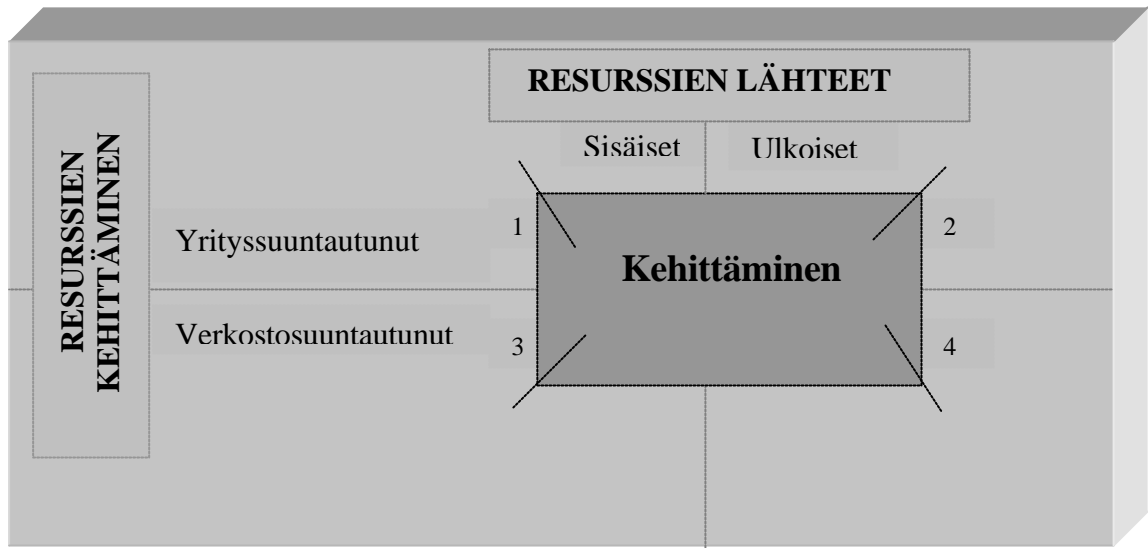 RESURSSIEN LÄHTEET
Sisäiset
Ulkoiset
RESURSSIEN
KEHITTÄMINEN
Yrityssuuntautunut
1
2
Kehittäminen
Verkostosuuntautunut
3
4